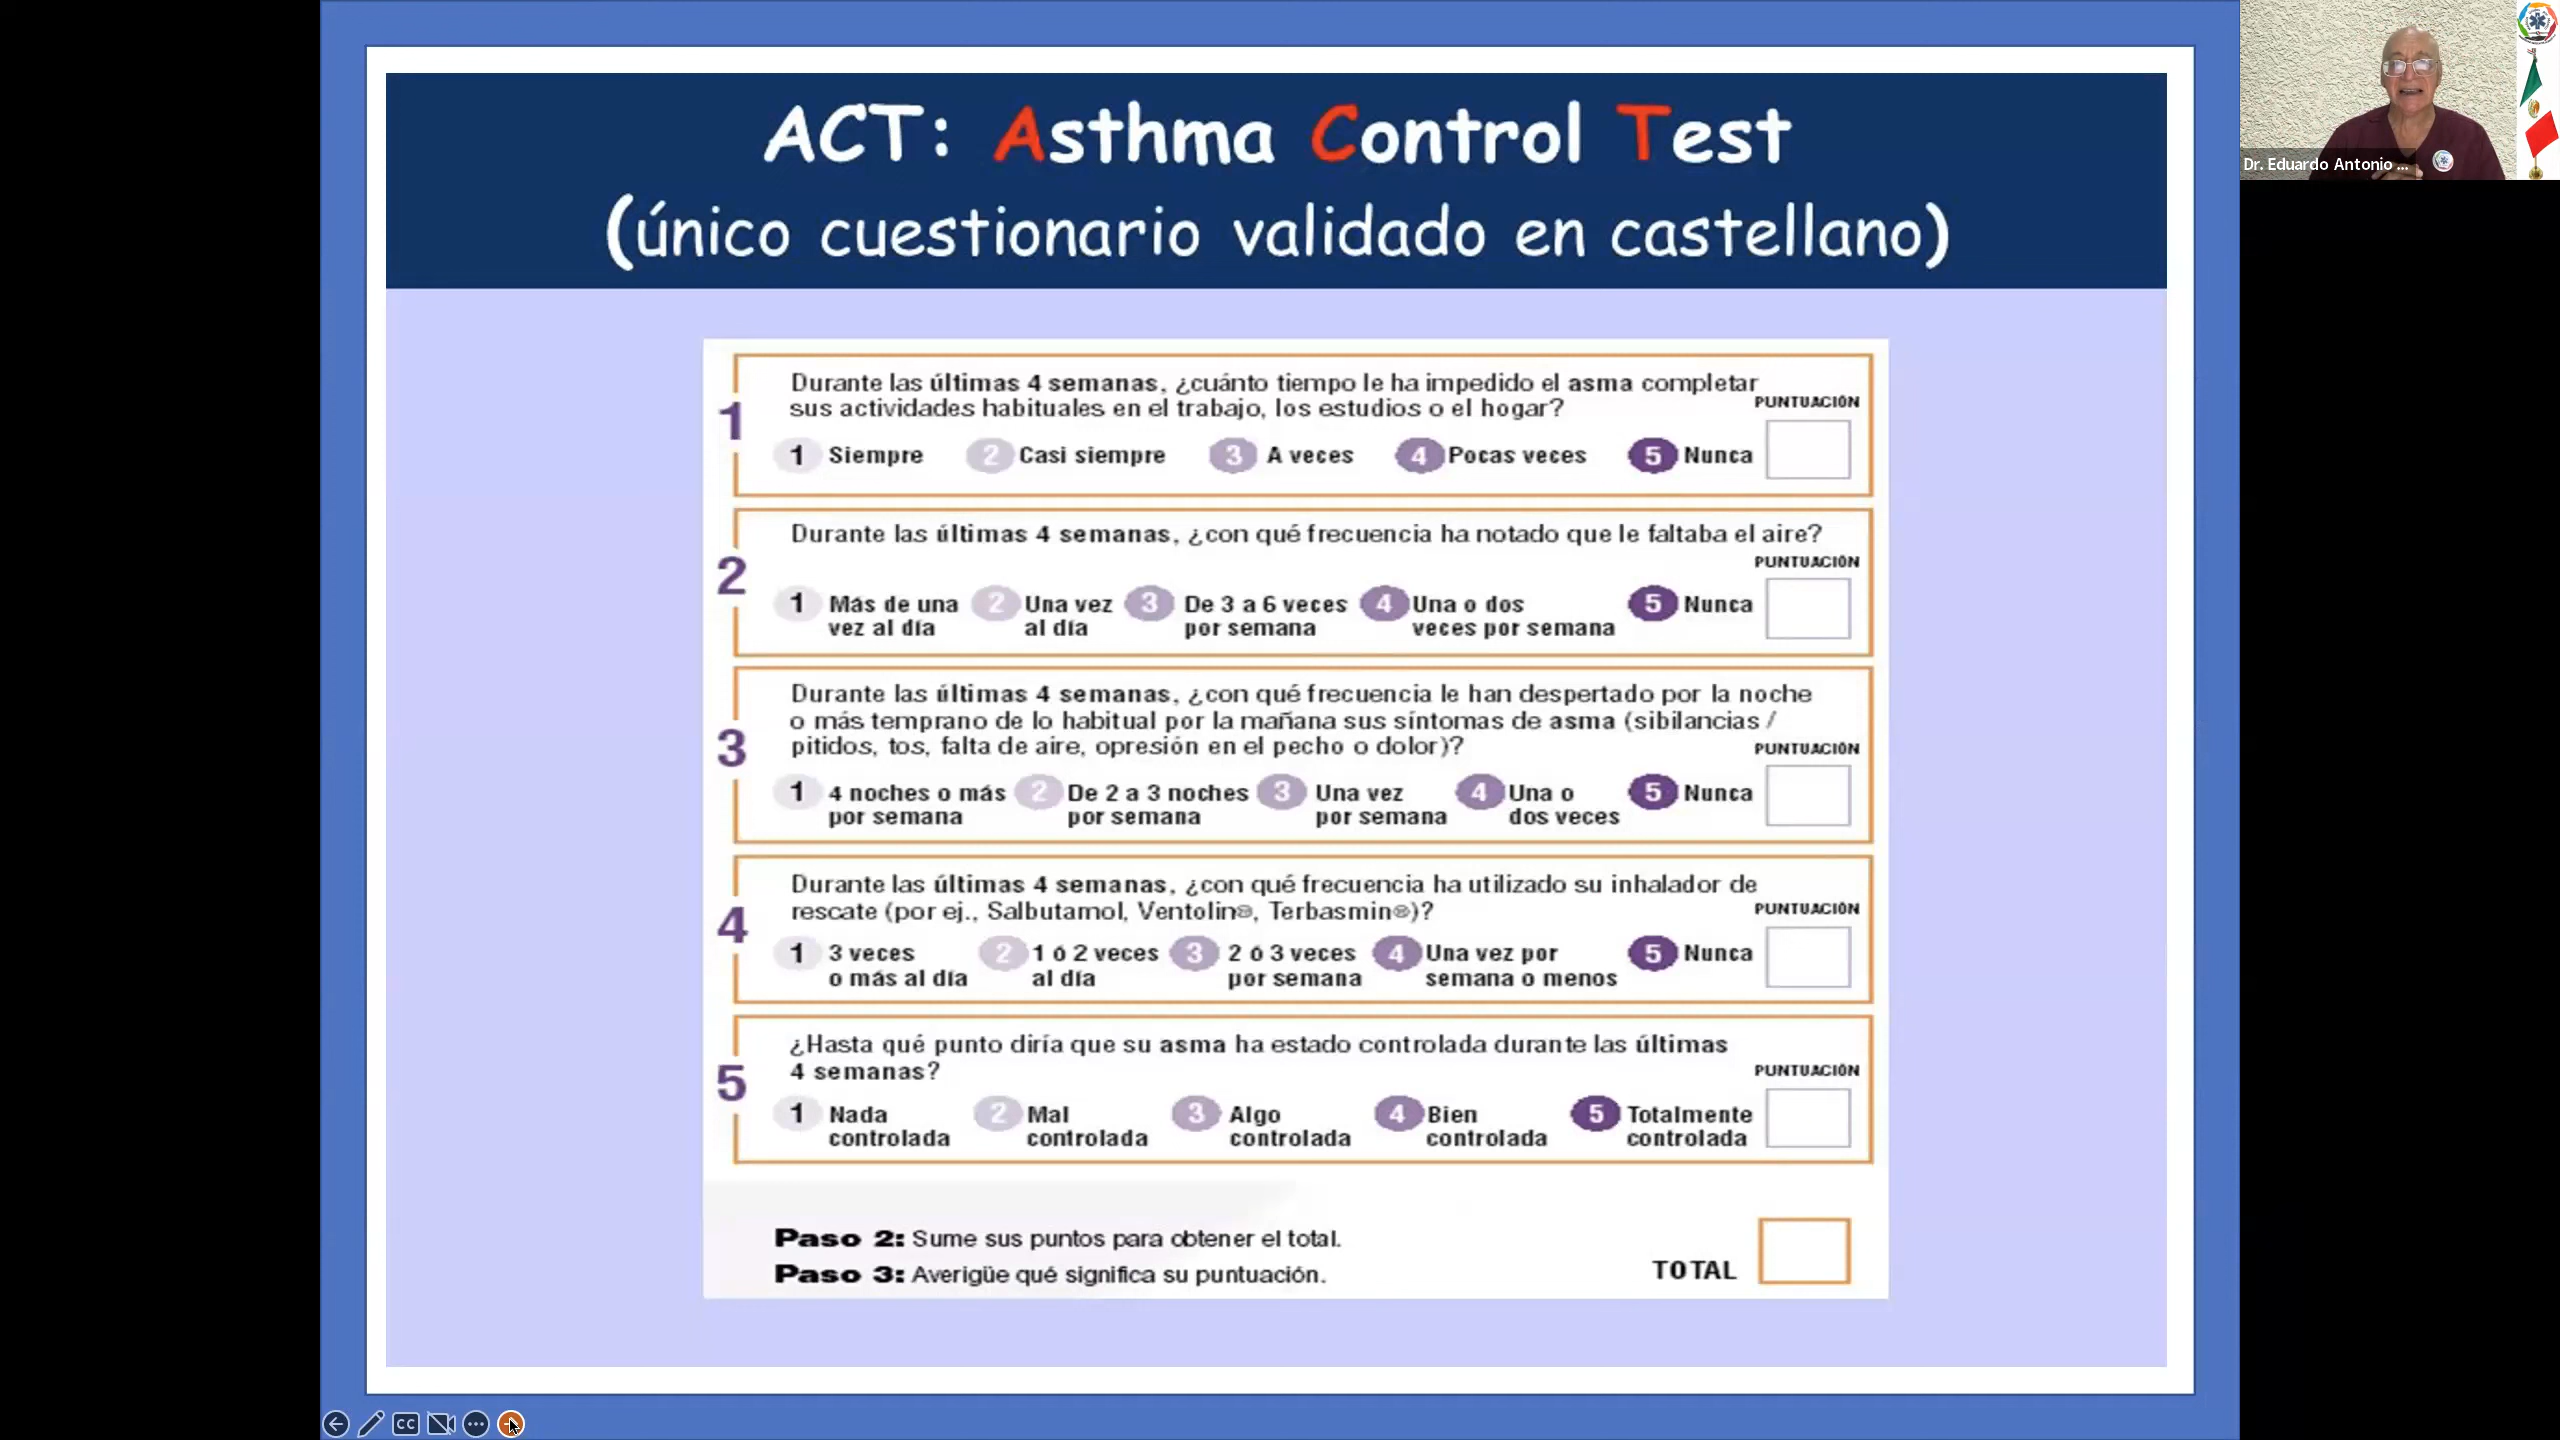 ACT: Asthma Control Test
(único cuestionario validado en castellano)
Dr. Eduardo Antonio ...
1
Durante las últimas 4 semanas, ¿cuánto tiempo le ha impedido el asma completar
sus actividades habituales en el trabajo, los estudios o el hogar?
PUNTUACIÓN
1 Siempre 2 Casi siempre 3 A veces 4 Pocas veces 5 Nunca
2
Durante las últimas 4 semanas, ¿con qué frecuencia ha notado que le faltaba el aire?
PUNTUACIÓN
1 Más de una 2 Una vez 3 De 3 a 6 veces 4 Una o dos 5 Nunca
vez al día al día por semana veces por semana
3
Durante las últimas 4 semanas, ¿con qué frecuencia le han despertado por la noche
o más temprano de lo habitual por la mañana sus síntomas de asma (sibilancias /
pitidos, tos, falta de aire, opresión en el pecho o dolor)?
PUNTUACIÓN
1 4 noches o más 2 De 2 a 3 noches 3 Una vez 4 Una o 5 Nunca
por semana por semana por semana dos veces
4
Durante las últimas 4 semanas, ¿con qué frecuencia ha utilizado su inhalador de
rescate (por ej., Salbutamol, Ventolin®, Terbasmin®)?
PUNTUACIÓN
1 3 veces 2 1 ó 2 veces 3 2 ó 3 veces 4 Una vez por 5 Nunca
o más al día al día por semana semana o menos
5
¿Hasta qué punto diría que su asma ha estado controlada durante las últimas
4 semanas?
PUNTUACIÓN
1 Nada 2 Mal 3 Algo 4 Bien 5 Totalmente
controlada controlada controlada controlada controlada
Paso 2: Sume sus puntos para obtener el total.
Paso 3: Averigüe qué significa su puntuación.
TOTAL
CC